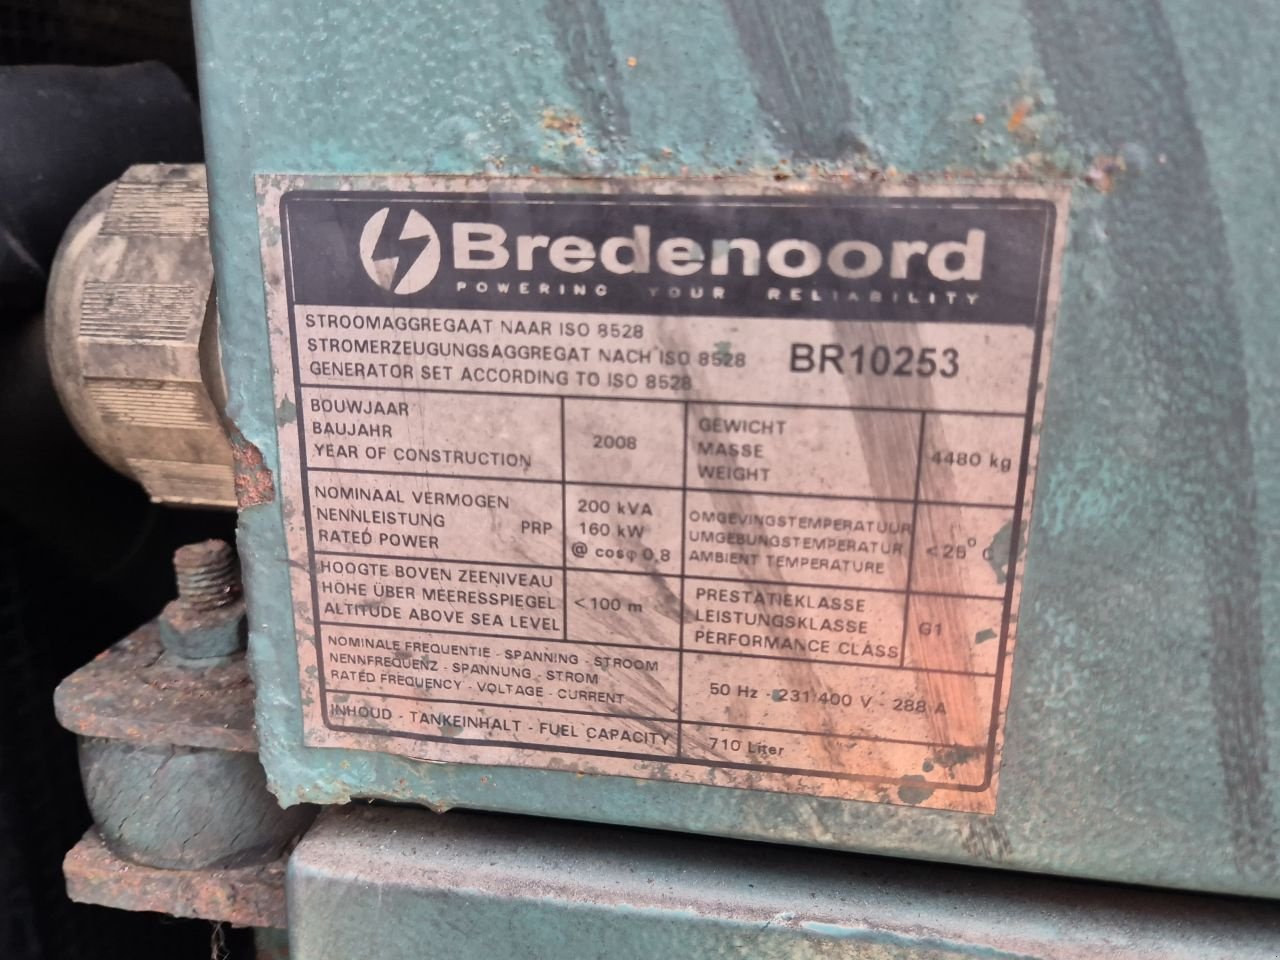 Bredenoord
POWERING YOUR RELIABILITY
STROOMAGGREGAAT NAAR ISO 8528
STROMERZEUGUNGSAGGREGAT NACH ISO 8528
GENERATOR SET ACCORDING TO ISO 8528
BR10253
BOUWJAAR
BAUJAHR
YEAR OF CONSTRUCTION
2008
GEWICHT
MASSE
WEIGHT
4480 kg
NOMINAAL VERMOGEN
NENNLEISTUNG
RATED POWER
PRP
200 kVA
160 kW
@ cosφ 0,8
OMGEVINGSTEMPERATUUR
UMGEBUNGSTEMPERATUR
AMBIENT TEMPERATURE
<25° C
HOOGTE BOVEN ZEENIVEAU
HÖHE ÜBER MEERESSPIEGEL
ALTITUDE ABOVE SEA LEVEL
<100 m
PRESTATIEKLASSE
LEISTUNGSKLASSE
PERFORMANCE CLASS
G1
NOMINALE FREQUENTIE - SPANNING - STROOM
NENNFREQUENZ - SPANNUNG - STROM
RATED FREQUENCY - VOLTAGE - CURRENT
50 Hz - 231/400 V - 288 A
INHOUD - TANKEINHALT - FUEL CAPACITY
710 Liter